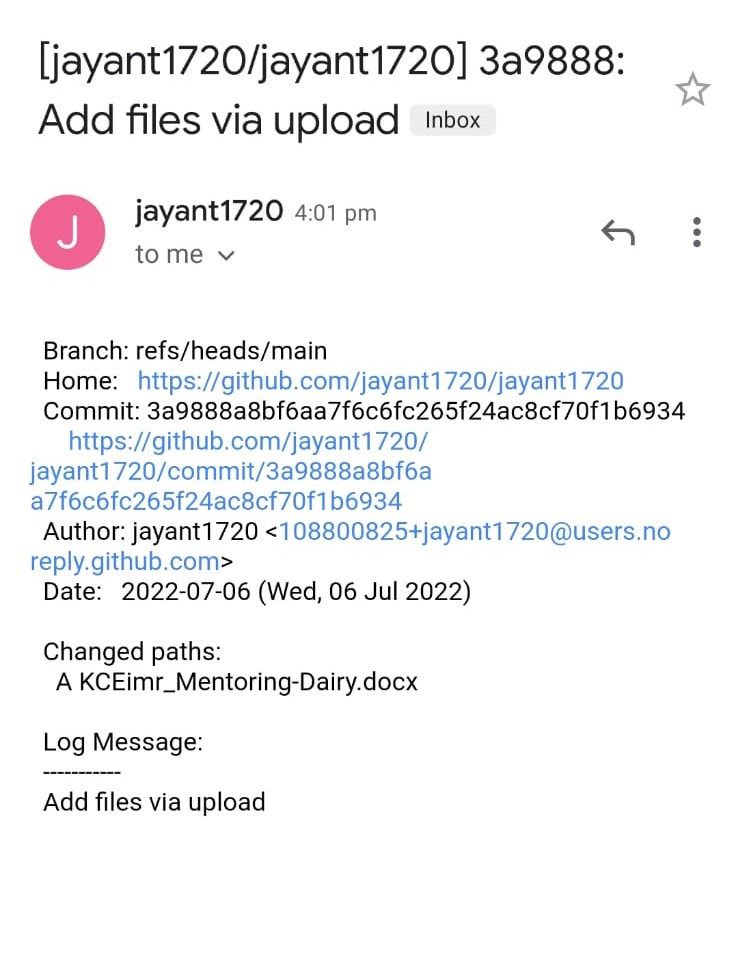 [jayant1720/jayant1720] 3a9888:
Add files via upload Inbox
J
jayant1720 4:01 pm
to me
Branch: refs/heads/main
Home: https://github.com/jayant1720/jayant1720
Commit: 3a9888a8bf6aa7f6c6fc265f24ac8cf70f1b6934
https://github.com/jayant1720/
jayant1720/commit/3a9888a8bf6a
a7f6c6fc265f24ac8cf70f1b6934
Author: jayant1720 <108800825+jayant1720@users.no
reply.github.com>
Date: 2022-07-06 (Wed, 06 Jul 2022)
Changed paths:
A KCEimr_Mentoring-Dairy.docx
Log Message:
-----------
Add files via upload